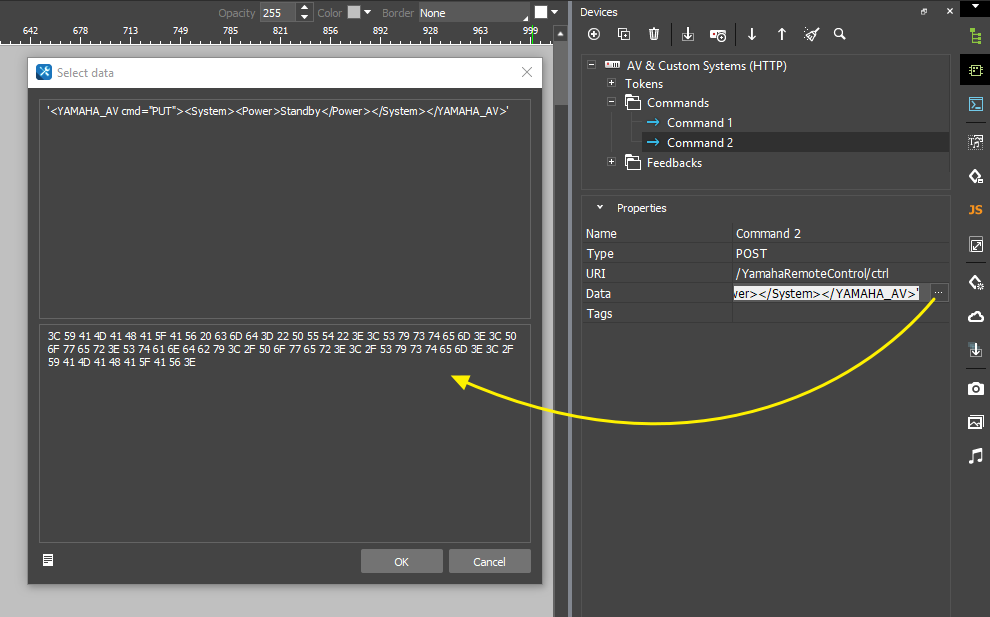 Opacity 255 Color Border None
642 678 713 749 785 821 856 892 928 963 999
Select data
'<YAMAHA_AV cmd="PUT"><System><Power>Standby</Power></System></YAMAHA_AV>'
3C 59 41 4D 41 48 41 5F 41 56 20 63 6D 64 3D 22 50 55 54 22 3E 3C 53 79 73 74 65 6D 3E 3C 50
6F 77 65 72 3E 53 74 61 6E 64 62 79 3C 2F 50 6F 77 65 72 3E 3C 2F 53 79 73 74 65 6D 3E 3C 2F
59 41 4D 41 48 41 5F 41 56 3E
OK Cancel
Devices
AV & Custom Systems (HTTP)
Tokens
Commands
Command 1
Command 2
Feedbacks
Properties
Name Command 2
Type POST
URI /YamahaRemoteControl/ctrl
Data wer></System></YAMAHA_AV>' ...
Tags
JS